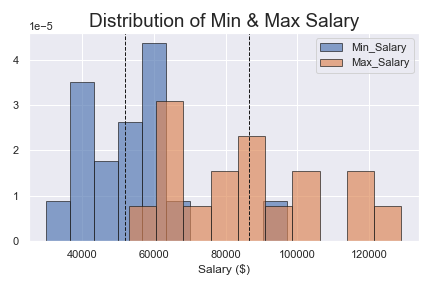 Distribution of Min & Max Salary
1e−5
Min_Salary
Max_Salary
4
3
2
1
0
40000 60000 80000 100000 120000
Salary ($)